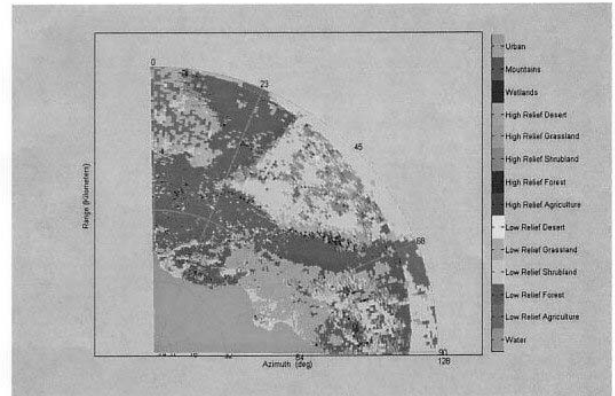 0
23
45
68
90
128
64
32
Range (Kilometers)
Azimuth (deg)
Urban
Mountains
Wetlands
High Relief Desert
High Relief Grassland
High Relief Shrubland
High Relief Forest
High Relief Agriculture
Low Relief Desert
Low Relief Grassland
Low Relief Shrubland
Low Relief Forest
Low Relief Agriculture
Water